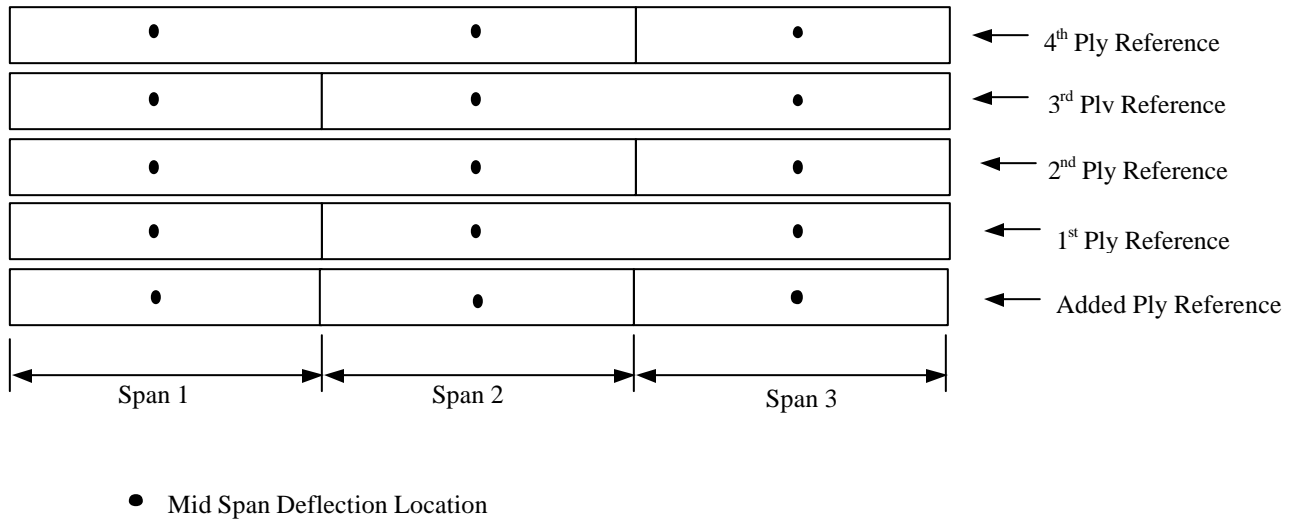 4th Ply Reference
3rd Plv Reference
2nd Ply Reference
1st Ply Reference
Added Ply Reference
Span 1 Span 2 Span 3
Mid Span Deflection Location